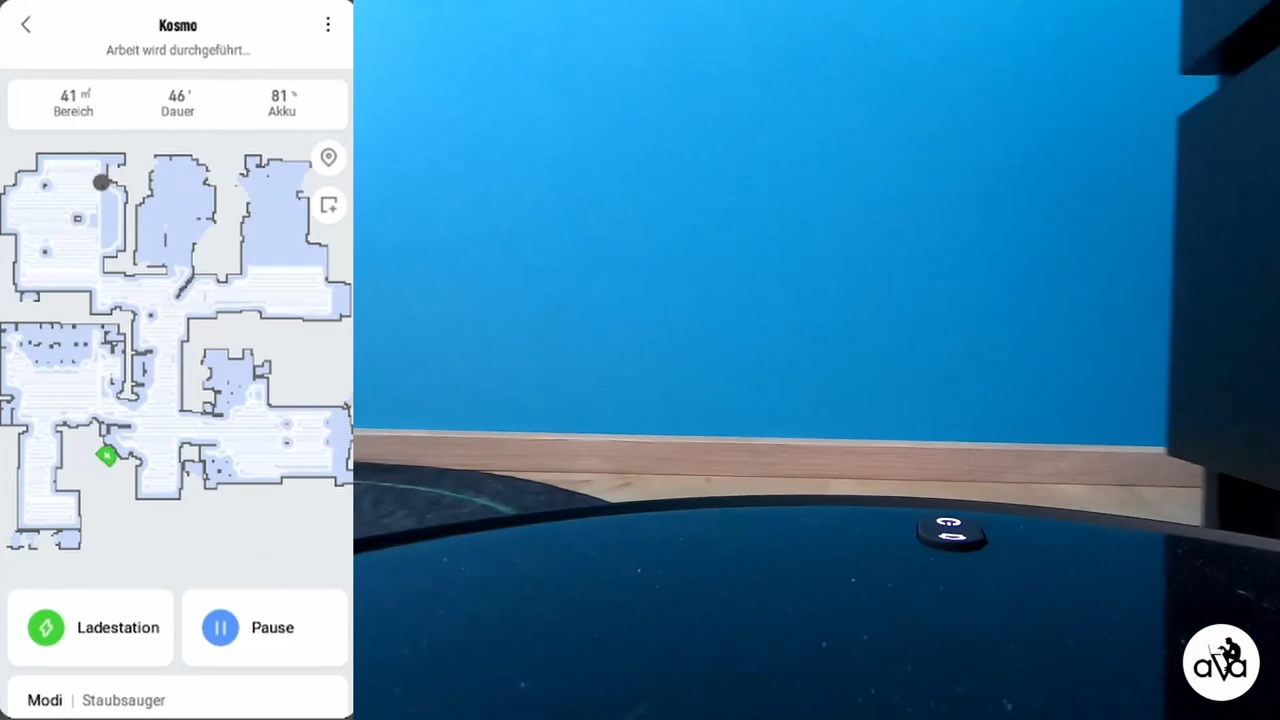 Kosmo
Arbeit wird durchgeführt...
41 ㎡ 46 ' 81 %
Bereich Dauer Akku
Ladestation Pause
Modi | Staubsauger
ava